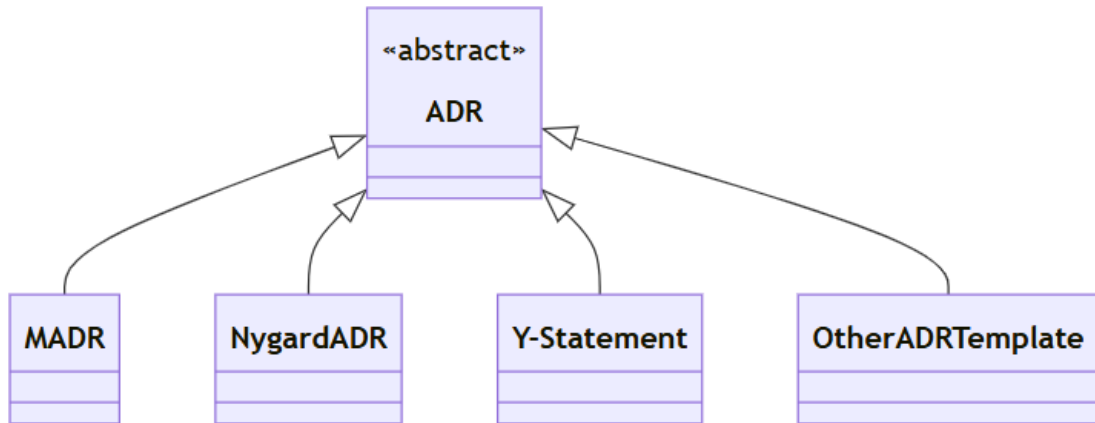 «abstract»
ADR
MADR
NygardADR
Y-Statement
OtherADRTemplate